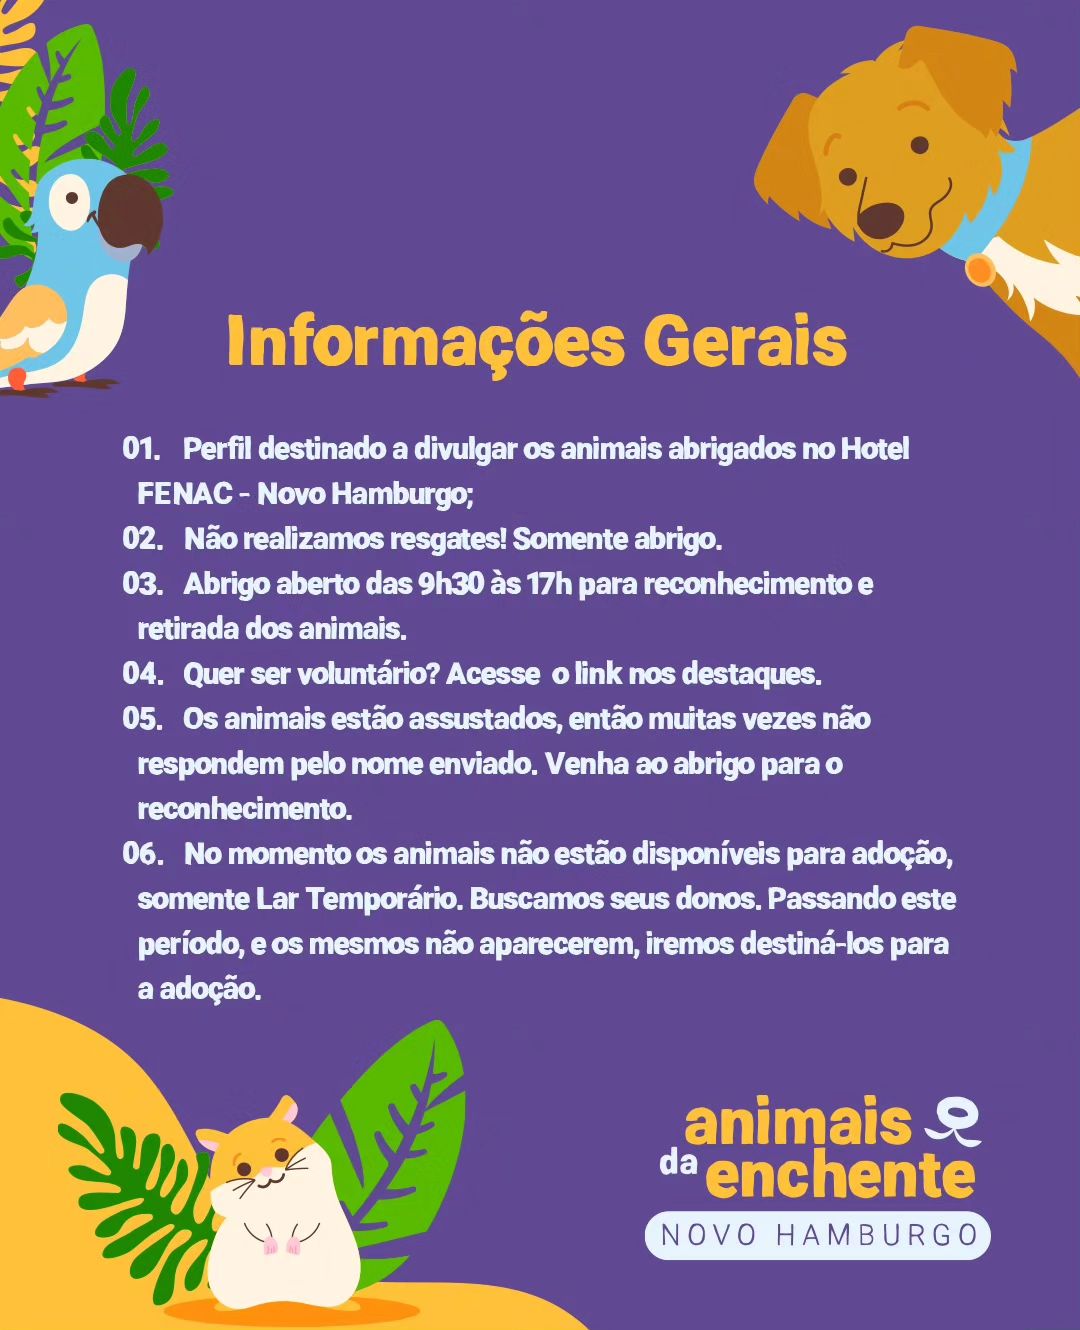 Informações Gerais
01. Perfil destinado a divulgar os animais abrigados no Hotel
FENAC - Novo Hamburgo;
02. Não realizamos resgates! Somente abrigo.
03. Abrigo aberto das 9h30 às 17h para reconhecimento e
retirada dos animais.
04. Quer ser voluntário? Acesse o link nos destaques.
05. Os animais estão assustados, então muitas vezes não
respondem pelo nome enviado. Venha ao abrigo para o
reconhecimento.
06. No momento os animais não estão disponíveis para adoção,
somente Lar Temporário. Buscamos seus donos. Passando este
período, e os mesmos não aparecerem, iremos destiná-los para
a adoção.
animais
da enchente
NOVO HAMBURGO